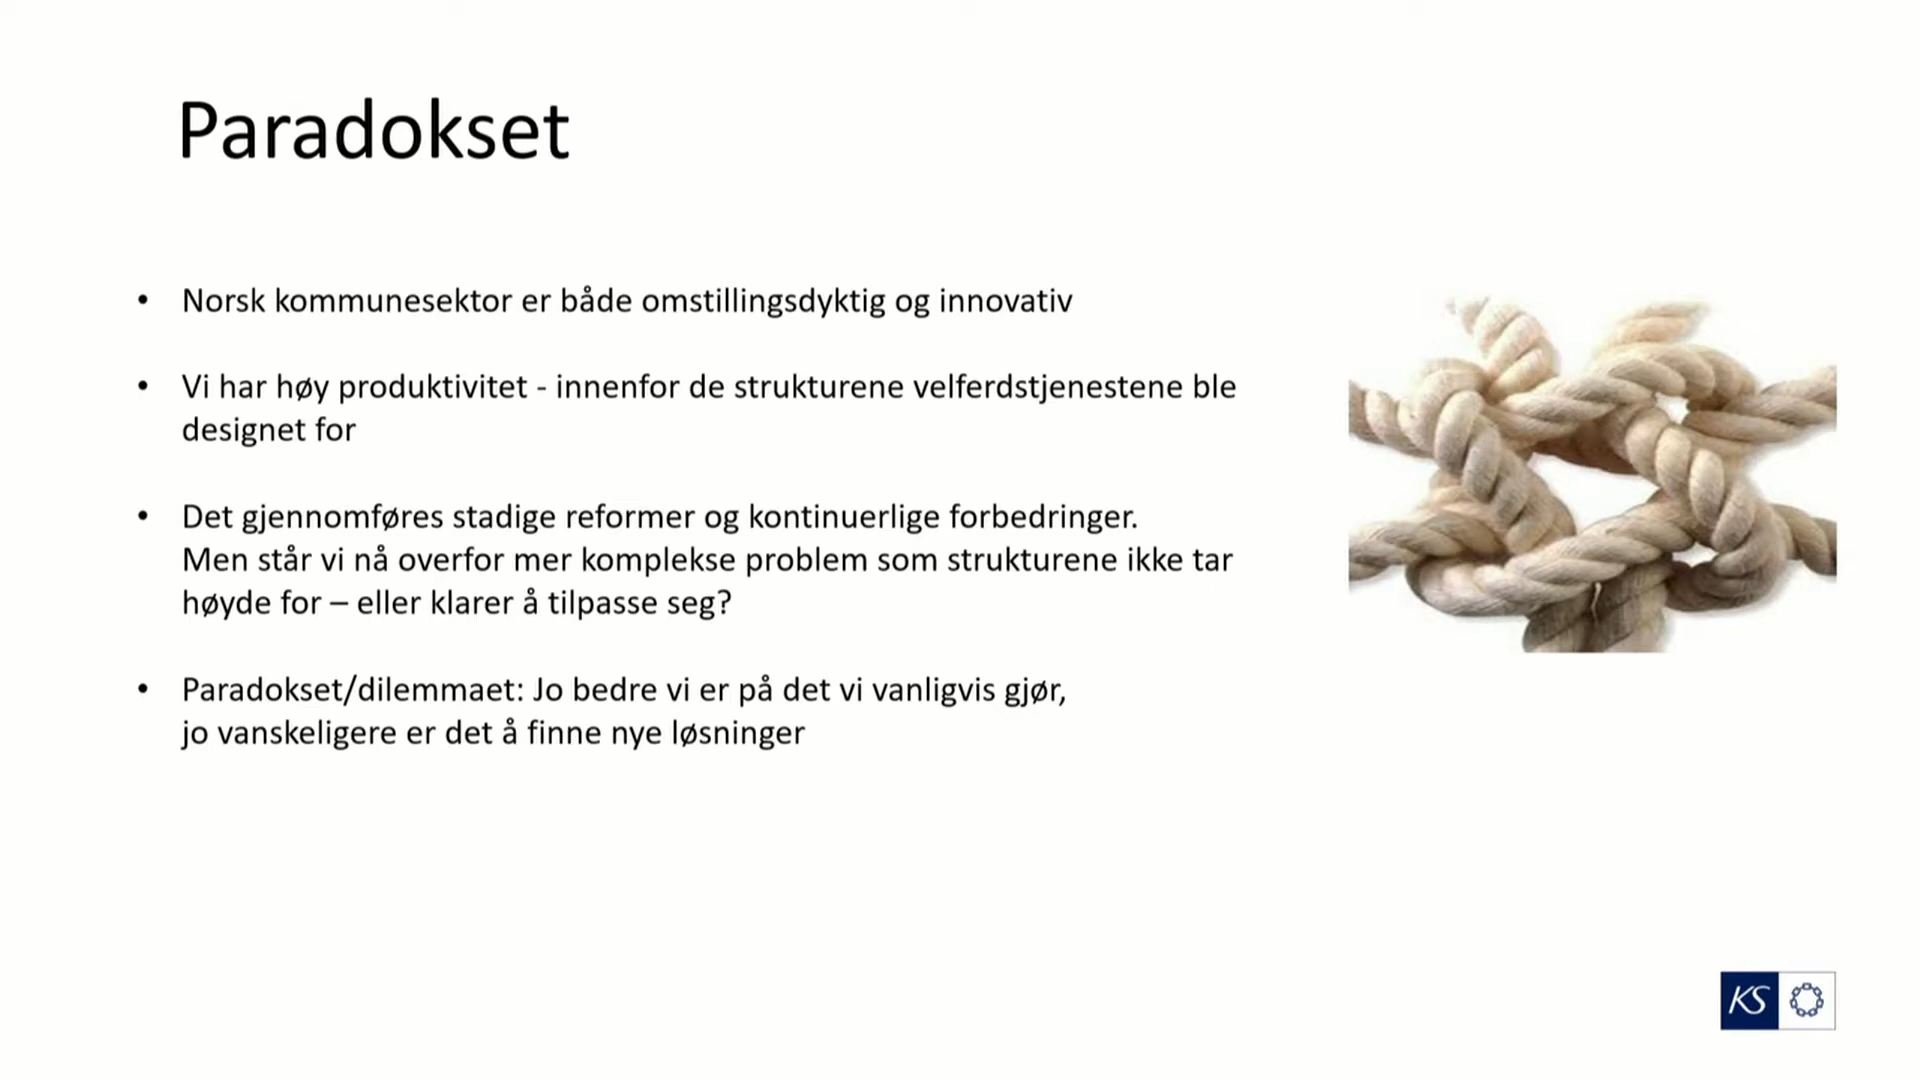 Paradokset
• Norsk kommunesektor er både omstillingsdyktig og innovativ
• Vi har høy produktivitet - innenfor de strukturene velferdstjenestene ble
designet for
• Det gjennomføres stadige reformer og kontinuerlige forbedringer.
Men står vi nå overfor mer komplekse problem som strukturene ikke tar
høyde for – eller klarer å tilpasse seg?
• Paradokset/dilemmaet: Jo bedre vi er på det vi vanligvis gjør,
jo vanskeligere er det å finne nye løsninger
KS